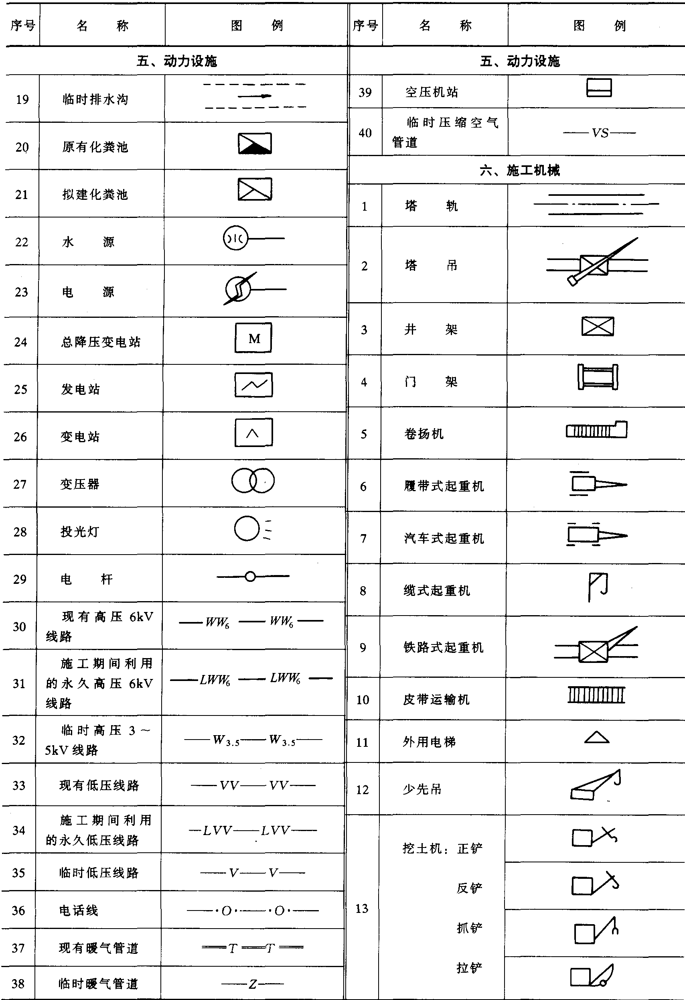 序号 名 称 图 例
五、动力设施
19 临时排水沟
20 原有化粪池
21 拟建化粪池
22 水 源
23 电 源
24 总降压变电站 M
25 发电站
26 变电站
27 变压器
28 投光灯
29 电 杆
30 现有高压 6kV
线路
WW6 WW6
31 施工期间利用
的永久高压 6kV
线路
LWW6 LWW6
32 临时高压 3～
5kV 线路
W3.5 W3.5
33 现有低压线路 VV VV
34 施工期间利用
的永久低压线路
LVV LVV
35 临时低压线路 V V
36 电话线 ·O· ·O·
37 现有暖气管道 T T
38 临时暖气管道 Z
序号 名 称 图 例
五、动力设施
39 空压机站
40 临时压缩空气
管道
VS
六、施工机械
1 塔 轨
2 塔 吊
3 井 架
4 门 架
5 卷扬机
6 履带式起重机
7 汽车式起重机
8 缆式起重机
9 铁路式起重机
10 皮带运输机
11 外用电梯
12 少先吊
13 挖土机：正铲
反铲
抓铲
拉铲